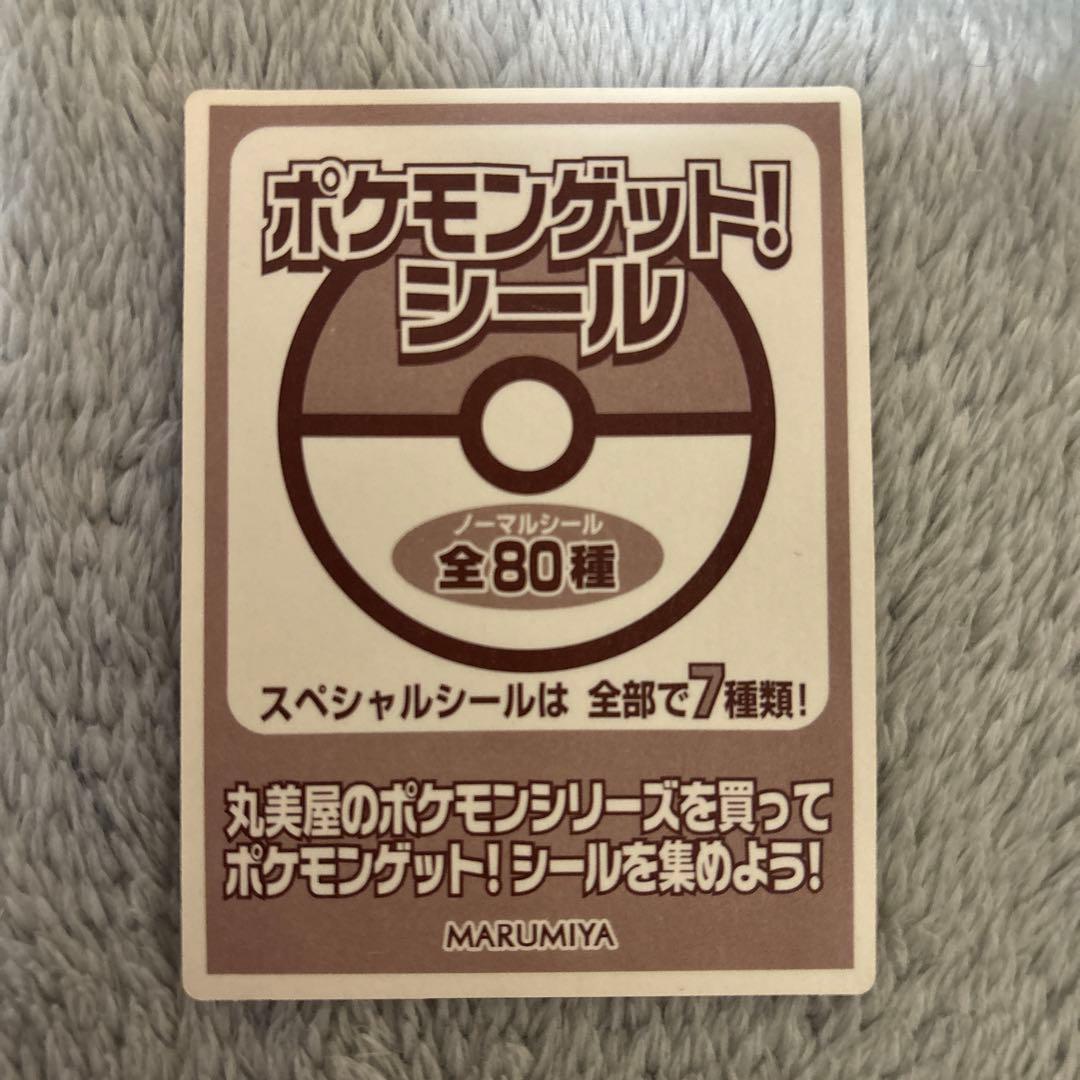 ポケモンゲット!
シール
ノーマルシール
全80種
スペシャルシールは 全部で7種類!
丸美屋のポケモンシリーズを買って
ポケモンゲット!シールを集めよう!
MARUMIYA